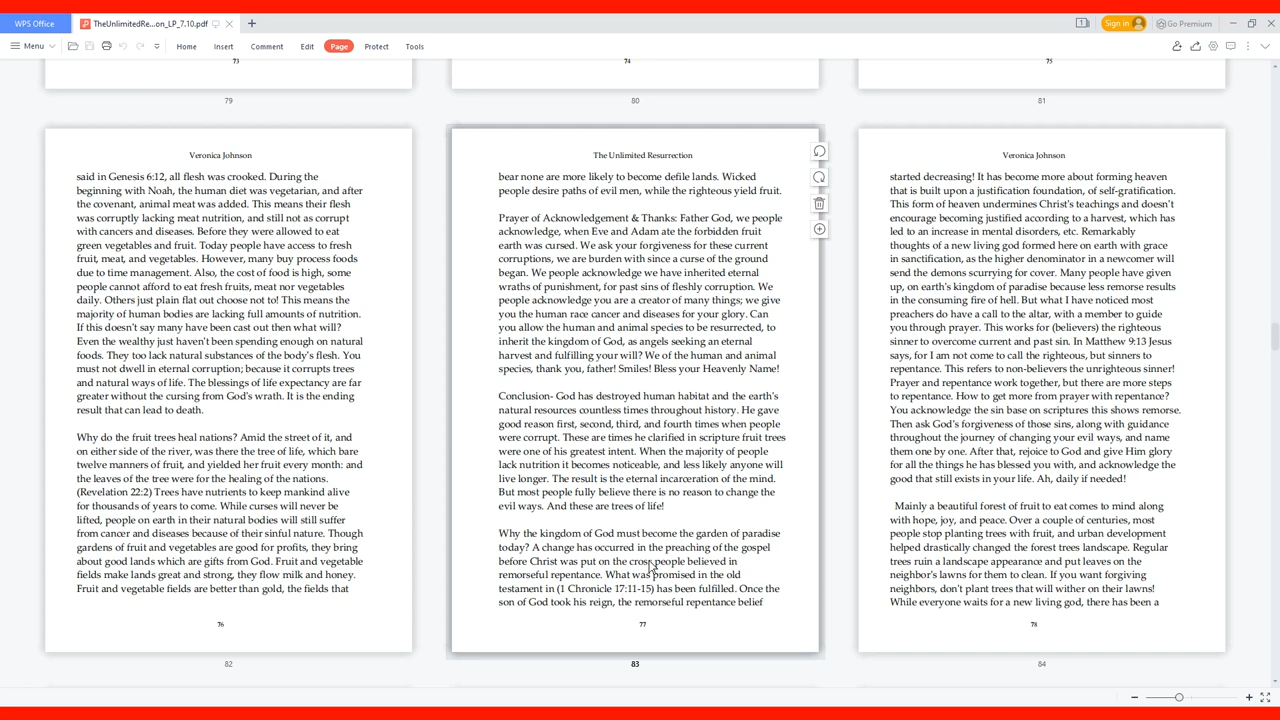 WPS Office
TheUnlimitedRe...on_LP_7.10.pdf
Sign in
Go Premium
Menu
Home
Insert
Comment
Edit
Page
Protect
Tools
73
74
75
79
80
81
Veronica Johnson
said in Genesis 6:12, all flesh was crooked. During the
beginning with Noah, the human diet was vegetarian, and after
the covenant, animal meat was added. This means their flesh
was corruptly lacking meat nutrition, and still not as corrupt
with cancers and diseases. Before they were allowed to eat
green vegetables and fruit. Today people have access to fresh
fruit, meat, and vegetables. However, many buy process foods
due to time management. Also, the cost of food is high, some
people cannot afford to eat fresh fruits, meat nor vegetables
daily. Others just plain flat out choose not to! This means the
majority of human bodies are lacking full amounts of nutrition.
If this doesn't say many have been cast out then what will?
Even the wealthy just haven't been spending enough on natural
foods. They too lack natural substances of the body's flesh. You
must not dwell in eternal corruption; because it corrupts trees
and natural ways of life. The blessings of life expectancy are far
greater without the cursing from God's wrath. It is the ending
result that can lead to death.
Why do the fruit trees heal nations? Amid the street of it, and
on either side of the river, was there the tree of life, which bare
twelve manners of fruit, and yielded her fruit every month: and
the leaves of the tree were for the healing of the nations.
(Revelation 22:2) Trees have nutrients to keep mankind alive
for thousands of years to come. While curses will never be
lifted, people on earth in their natural bodies will still suffer
from cancer and diseases because of their sinful nature. Though
gardens of fruit and vegetables are good for profits, they bring
about good lands which are gifts from God. Fruit and vegetable
fields make lands great and strong, they flow milk and honey.
Fruit and vegetable fields are better than gold, the fields that
76
82
The Unlimited Resurrection
bear none are more likely to become defile lands. Wicked
people desire paths of evil men, while the righteous yield fruit.
Prayer of Acknowledgement & Thanks: Father God, we people
acknowledge, when Eve and Adam ate the forbidden fruit
earth was cursed. We ask your forgiveness for these current
corruptions, we are burden with since a curse of the ground
began. We people acknowledge we have inherited eternal
wraths of punishment, for past sins of fleshly corruption. We
people acknowledge you are a creator of many things; we give
you the human race cancer and diseases for your glory. Can
you allow the human and animal species to be resurrected, to
inherit the kingdom of God, as angels seeking an eternal
harvest and fulfilling your will? We of the human and animal
species, thank you, father! Smiles! Bless your Heavenly Name!
Conclusion- God has destroyed human habitat and the earth's
natural resources countless times throughout history. He gave
good reason first, second, third, and fourth times when people
were corrupt. These are times he clarified in scripture fruit trees
were one of his greatest intent. When the majority of people
lack nutrition it becomes noticeable, and less likely anyone will
live longer. The result is the eternal incarceration of the mind.
But most people fully believe there is no reason to change the
evil ways. And these are trees of life!
Why the kingdom of God must become the garden of paradise
today? A change has occurred in the preaching of the gospel
before Christ was put on the cross people believed in
remorseful repentance. What was promised in the old
testament in (1 Chronicle 17:11-15) has been fulfilled. Once the
son of God took his reign, the remorseful repentance belief
77
83
Veronica Johnson
started decreasing! It has become more about forming heaven
that is built upon a justification foundation, of self-gratification.
This form of heaven undermines Christ's teachings and doesn't
encourage becoming justified according to a harvest, which has
led to an increase in mental disorders, etc. Remarkably
thoughts of a new living god formed here on earth with grace
in sanctification, as the higher denominator in a newcomer will
send the demons scurrying for cover. Many people have given
up, on earth's kingdom of paradise because less remorse results
in the consuming fire of hell. But what I have noticed most
preachers do have a call to the altar, with a member to guide
you through prayer. This works for (believers) the righteous
sinner to overcome current and past sin. In Matthew 9:13 Jesus
says, for I am not come to call the righteous, but sinners to
repentance. This refers to non-believers the unrighteous sinner!
Prayer and repentance work together, but there are more steps
to repentance. How to get more from prayer with repentance?
You acknowledge the sin base on scriptures this shows remorse.
Then ask God's forgiveness of those sins, along with guidance
throughout the journey of changing your evil ways, and name
them one by one. After that, rejoice to God and give Him glory
for all the things he has blessed you with, and acknowledge the
good that still exists in your life. Ah, daily if needed!
Mainly a beautiful forest of fruit to eat comes to mind along
with hope, joy, and peace. Over a couple of centuries, most
people stop planting trees with fruit, and urban development
helped drastically changed the forest trees landscape. Regular
trees ruin a landscape appearance and put leaves on the
neighbor's lawns for them to clean. If you want forgiving
neighbors, don't plant trees that will wither on their lawns!
While everyone waits for a new living god, there has been a
78
84